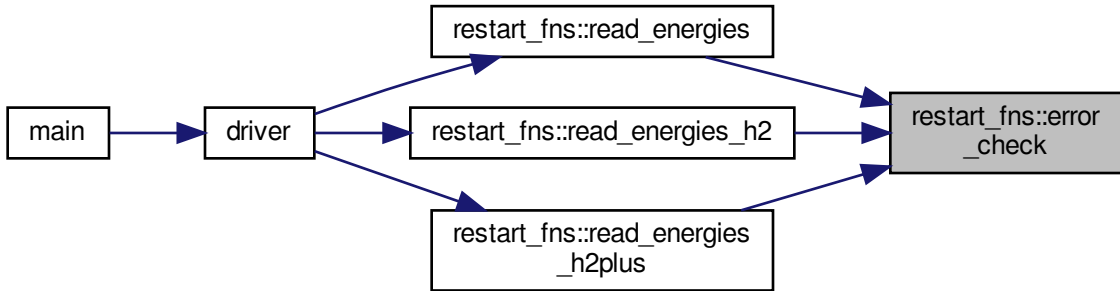 restart_fns::read_energies
main
driver
restart_fns::read_energies_h2
restart_fns::error
_check
restart_fns::read_energies
_h2plus